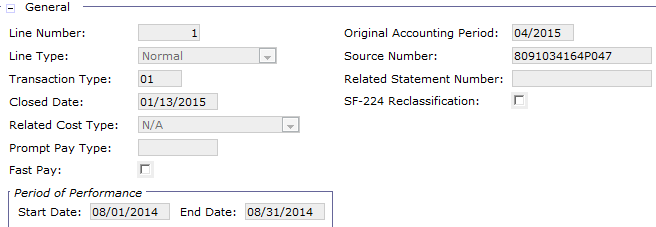 General
Line Number: 1 Original Accounting Period: 04/2015
Line Type: Normal Source Number: 8091034164P047
Transaction Type: 01 Related Statement Number:
Closed Date: 01/13/2015 SF-224 Reclassification:
Related Cost Type: N/A
Prompt Pay Type:
Fast Pay:
Period of Performance
Start Date: 08/01/2014 End Date: 08/31/2014